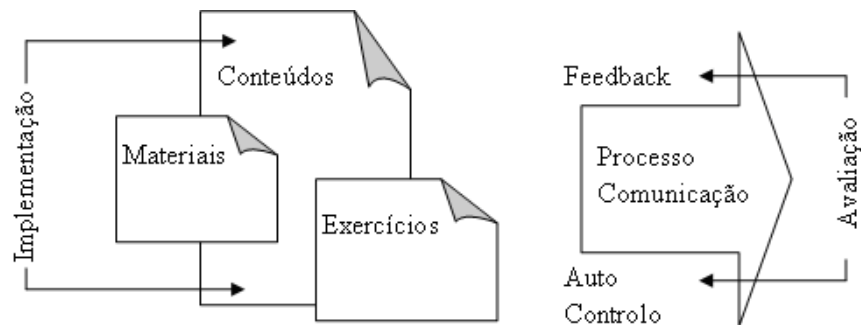 Implementação
Conteúdos
Materiais
Exercícios
Feedback
Processo
Comunicação
Auto
Controlo
Avaliação